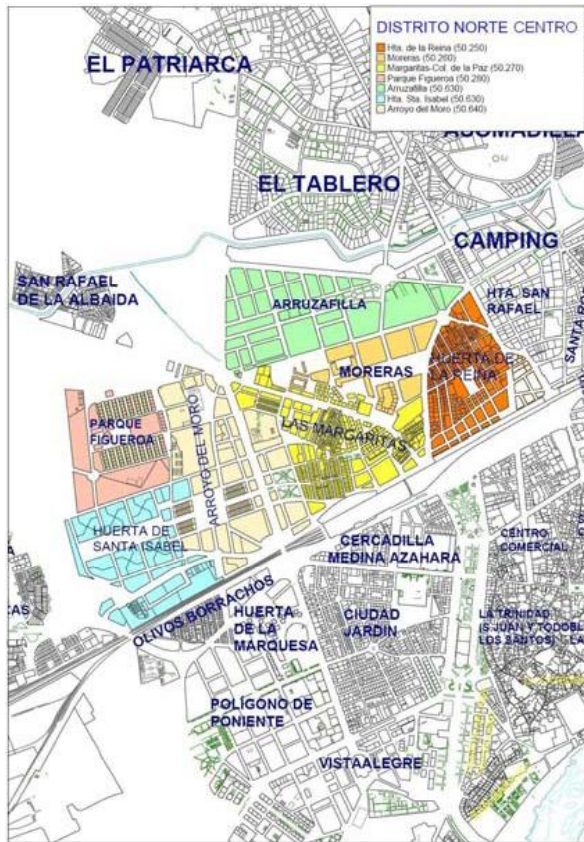 DISTRITO NORTE CENTRO
Hta. de la Reina (50.250)
Moreras (50.260)
Margaritas-Col. de la Paz (50.270)
Parque Figueroa (50.280)
Arruzafilla (50.630)
Hta. Sta. Isabel (50.630)
Arroyo del Moro (50.640)
EL PATRIARCA
ASOMADILLA
EL TABLERO
CAMPING
SAN RAFAEL
DE LA ALBAIDA
ARRUZAFILLA
HTA. SAN
RAFAEL
MORERAS
HUERTA DE
LA REINA
PARQUE
FIGUEROA
ARROYO DEL MORO
LAS MARGARITAS
HUERTA DE
SANTA ISABEL
CERCADILLA
MEDINA AZAHARA
CENTRO
COMERCIAL
OLIVOS BORRACHOS
HUERTA
DE LA
MARQUESA
CIUDAD
JARDIN
LA TRINIDAD
(S JUAN Y TODOBL
LOS SANTOS) LA
POLÍGONO DE
PONIENTE
VISTAALEGRE